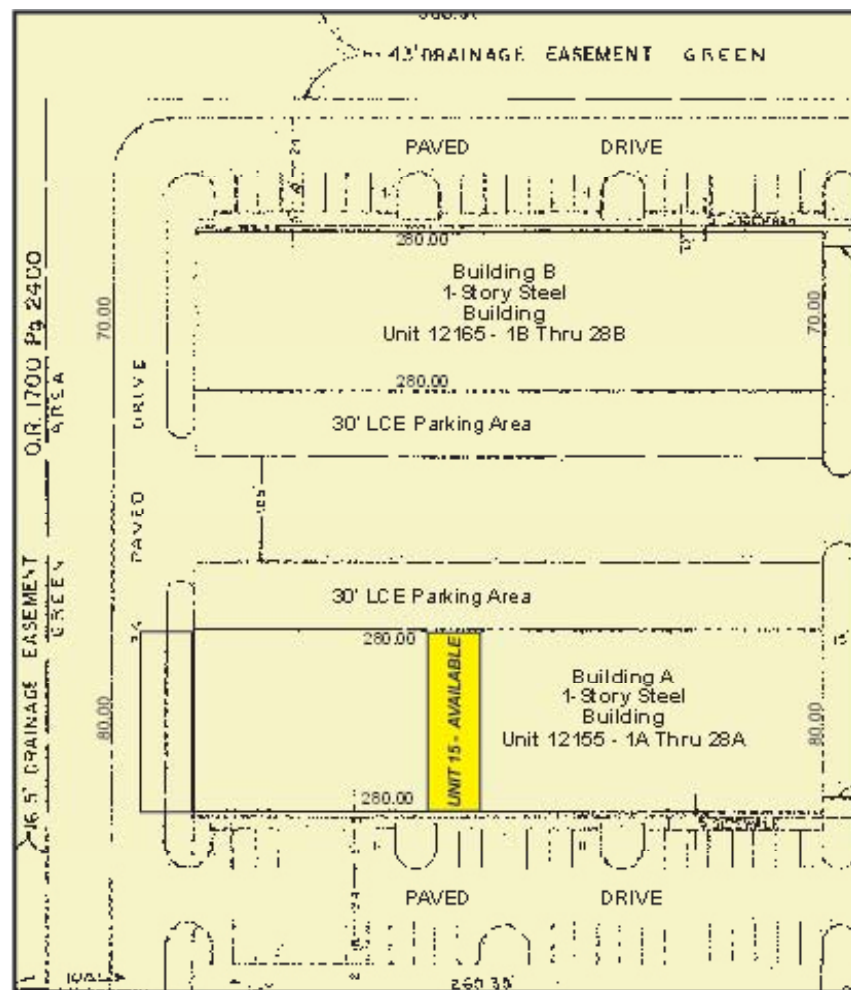 43' DRAINAGE EASEMENT GREEN
PAVED DRIVE
280.00
Building B
1-Story Steel
Building
Unit 12165 - 1B Thru 28B
70.00
70.00
280.00
O.R. 1700 Pg 2400
AREA
30' LCE Parking Area
PAVED DRIVE
16.5' DRAINAGE EASEMENT
GREEN
30' LCE Parking Area
280.00
UNIT 15 - AVAILABLE
Building A
1-Story Steel
Building
Unit 12155 - 1A Thru 28A
80.00
80.00
280.00
PAVED DRIVE